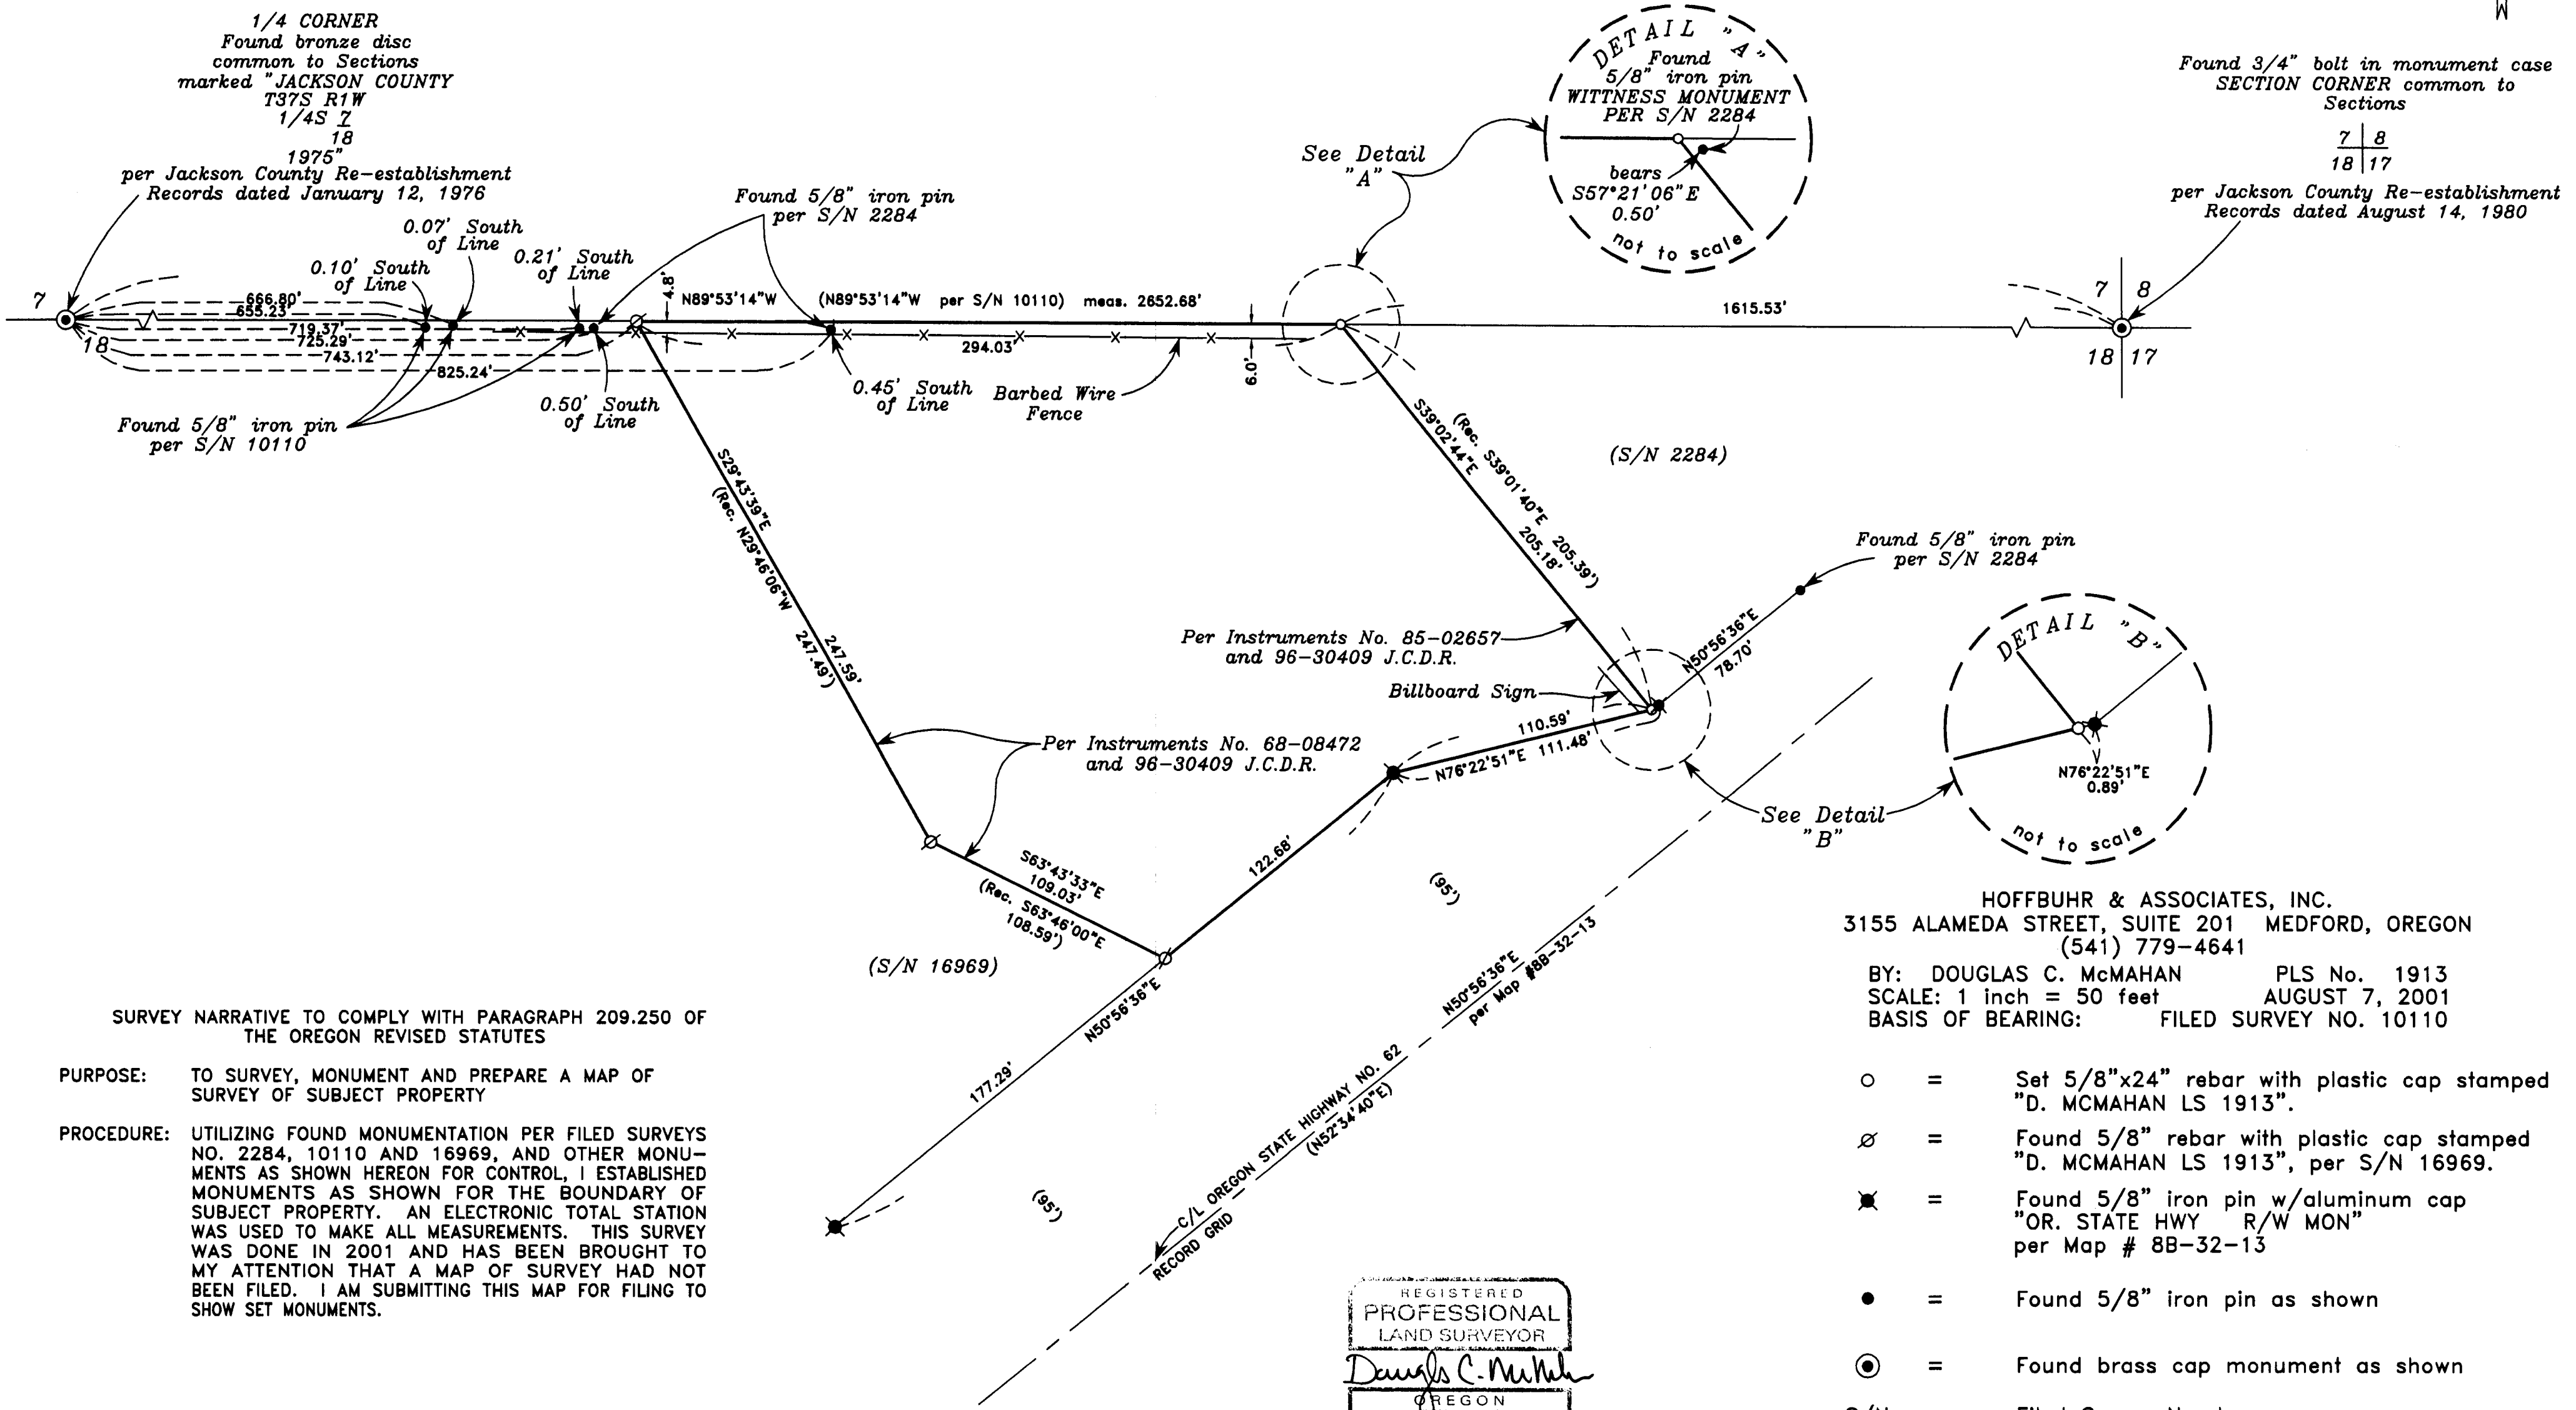 1/4 CORNER
Found bronze disc
common to Sections
marked "JACKSON COUNTY
T37S R1W
1/4S 7
18
1975"
per Jackson County Re-establishment
Records dated January 12, 1976
DETAIL "A"
Found
5/8" iron pin
WITTNESS MONUMENT
PER S/N 2284
bears
S57°21'06"E
0.50'
not to scale
See Detail
"A"
Found 3/4" bolt in monument case
SECTION CORNER common to
Sections
7 8
18 17
per Jackson County Re-establishment
Records dated August 14, 1980
Found 5/8" iron pin
per S/N 2284
0.07' South
of Line
0.10' South
of Line
0.21' South
of Line
4.8'
7
18
666.80'
655.23'
719.37'
725.29'
743.12'
825.24'
N89°53'14"W (N89°53'14"W per S/N 10110) meas. 2652.68'
294.03'
6.0'
1615.53'
7 8
18 17
0.50' South
of Line
0.45' South
of Line
Barbed Wire
Fence
Found 5/8" iron pin
per S/N 10110
S29°43'39"E
247.59'
(Rec. N29°46'06"W
247.49')
(Rec. S39°01'40"E 205.39')
S39°02'44"E
205.18'
(S/N 2284)
Found 5/8" iron pin
per S/N 2284
N50°56'36"E
78.70'
Per Instruments No. 85-02657
and 96-30409 J.C.D.R.
Billboard Sign
110.59'
N76°22'51"E 111.48'
DETAIL "B"
N76°22'51"E
0.89'
not to scale
See Detail
"B"
Per Instruments No. 68-08472
and 96-30409 J.C.D.R.
S63°43'33"E
109.03'
(Rec. S63°46'00"E
108.59')
122.68'
(95')
(S/N 16969)
N50°56'36"E
177.29'
N50°56'36"E
per Map #8B-32-13
C/L OREGON STATE HIGHWAY NO. 62
(N52°34'40"E)
RECORD GRID
(95')
HOFFBUHR & ASSOCIATES, INC.
3155 ALAMEDA STREET, SUITE 201 MEDFORD, OREGON
(541) 779-4641
BY: DOUGLAS C. McMAHAN PLS No. 1913
SCALE: 1 inch = 50 feet AUGUST 7, 2001
BASIS OF BEARING: FILED SURVEY NO. 10110
SURVEY NARRATIVE TO COMPLY WITH PARAGRAPH 209.250 OF
THE OREGON REVISED STATUTES
PURPOSE: TO SURVEY, MONUMENT AND PREPARE A MAP OF
SURVEY OF SUBJECT PROPERTY
PROCEDURE: UTILIZING FOUND MONUMENTATION PER FILED SURVEYS
NO. 2284, 10110 AND 16969, AND OTHER MONU-
MENTS AS SHOWN HEREON FOR CONTROL, I ESTABLISHED
MONUMENTS AS SHOWN FOR THE BOUNDARY OF
SUBJECT PROPERTY. AN ELECTRONIC TOTAL STATION
WAS USED TO MAKE ALL MEASUREMENTS. THIS SURVEY
WAS DONE IN 2001 AND HAS BEEN BROUGHT TO
MY ATTENTION THAT A MAP OF SURVEY HAD NOT
BEEN FILED. I AM SUBMITTING THIS MAP FOR FILING TO
SHOW SET MONUMENTS.
= Set 5/8"x24" rebar with plastic cap stamped
"D. MCMAHAN LS 1913".
= Found 5/8" rebar with plastic cap stamped
"D. MCMAHAN LS 1913", per S/N 16969.
= Found 5/8" iron pin w/aluminum cap
"OR. STATE HWY R/W MON"
per Map # 8B-32-13
= Found 5/8" iron pin as shown
= Found brass cap monument as shown
REGISTERED
PROFESSIONAL
LAND SURVEYOR
Douglas C. McMahan
OREGON